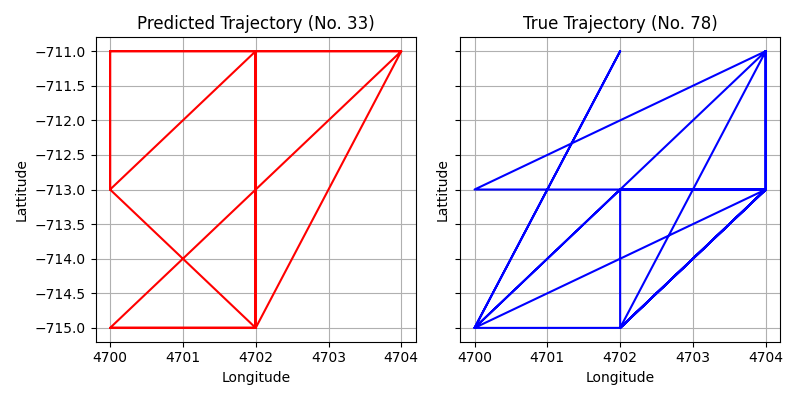 Predicted Trajectory (No. 33)
True Trajectory (No. 78)
Lattitude
−711.0
−711.5
−712.0
−712.5
−713.0
−713.5
−714.0
−714.5
−715.0
4700 4701 4702 4703 4704
Longitude
Lattitude
4700 4701 4702 4703 4704
Longitude